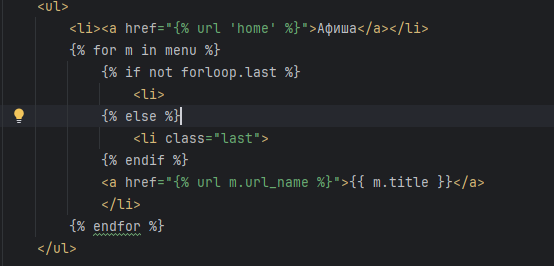 <ul>
<li><a href="{% url 'home' %}">Афиша</a></li>
{% for m in menu %}
{% if not forloop.last %}
<li>
{% else %}
<li class="last">
{% endif %}
<a href="{% url m.url_name %}">{{ m.title }}</a>
</li>
{% endfor %}
</ul>